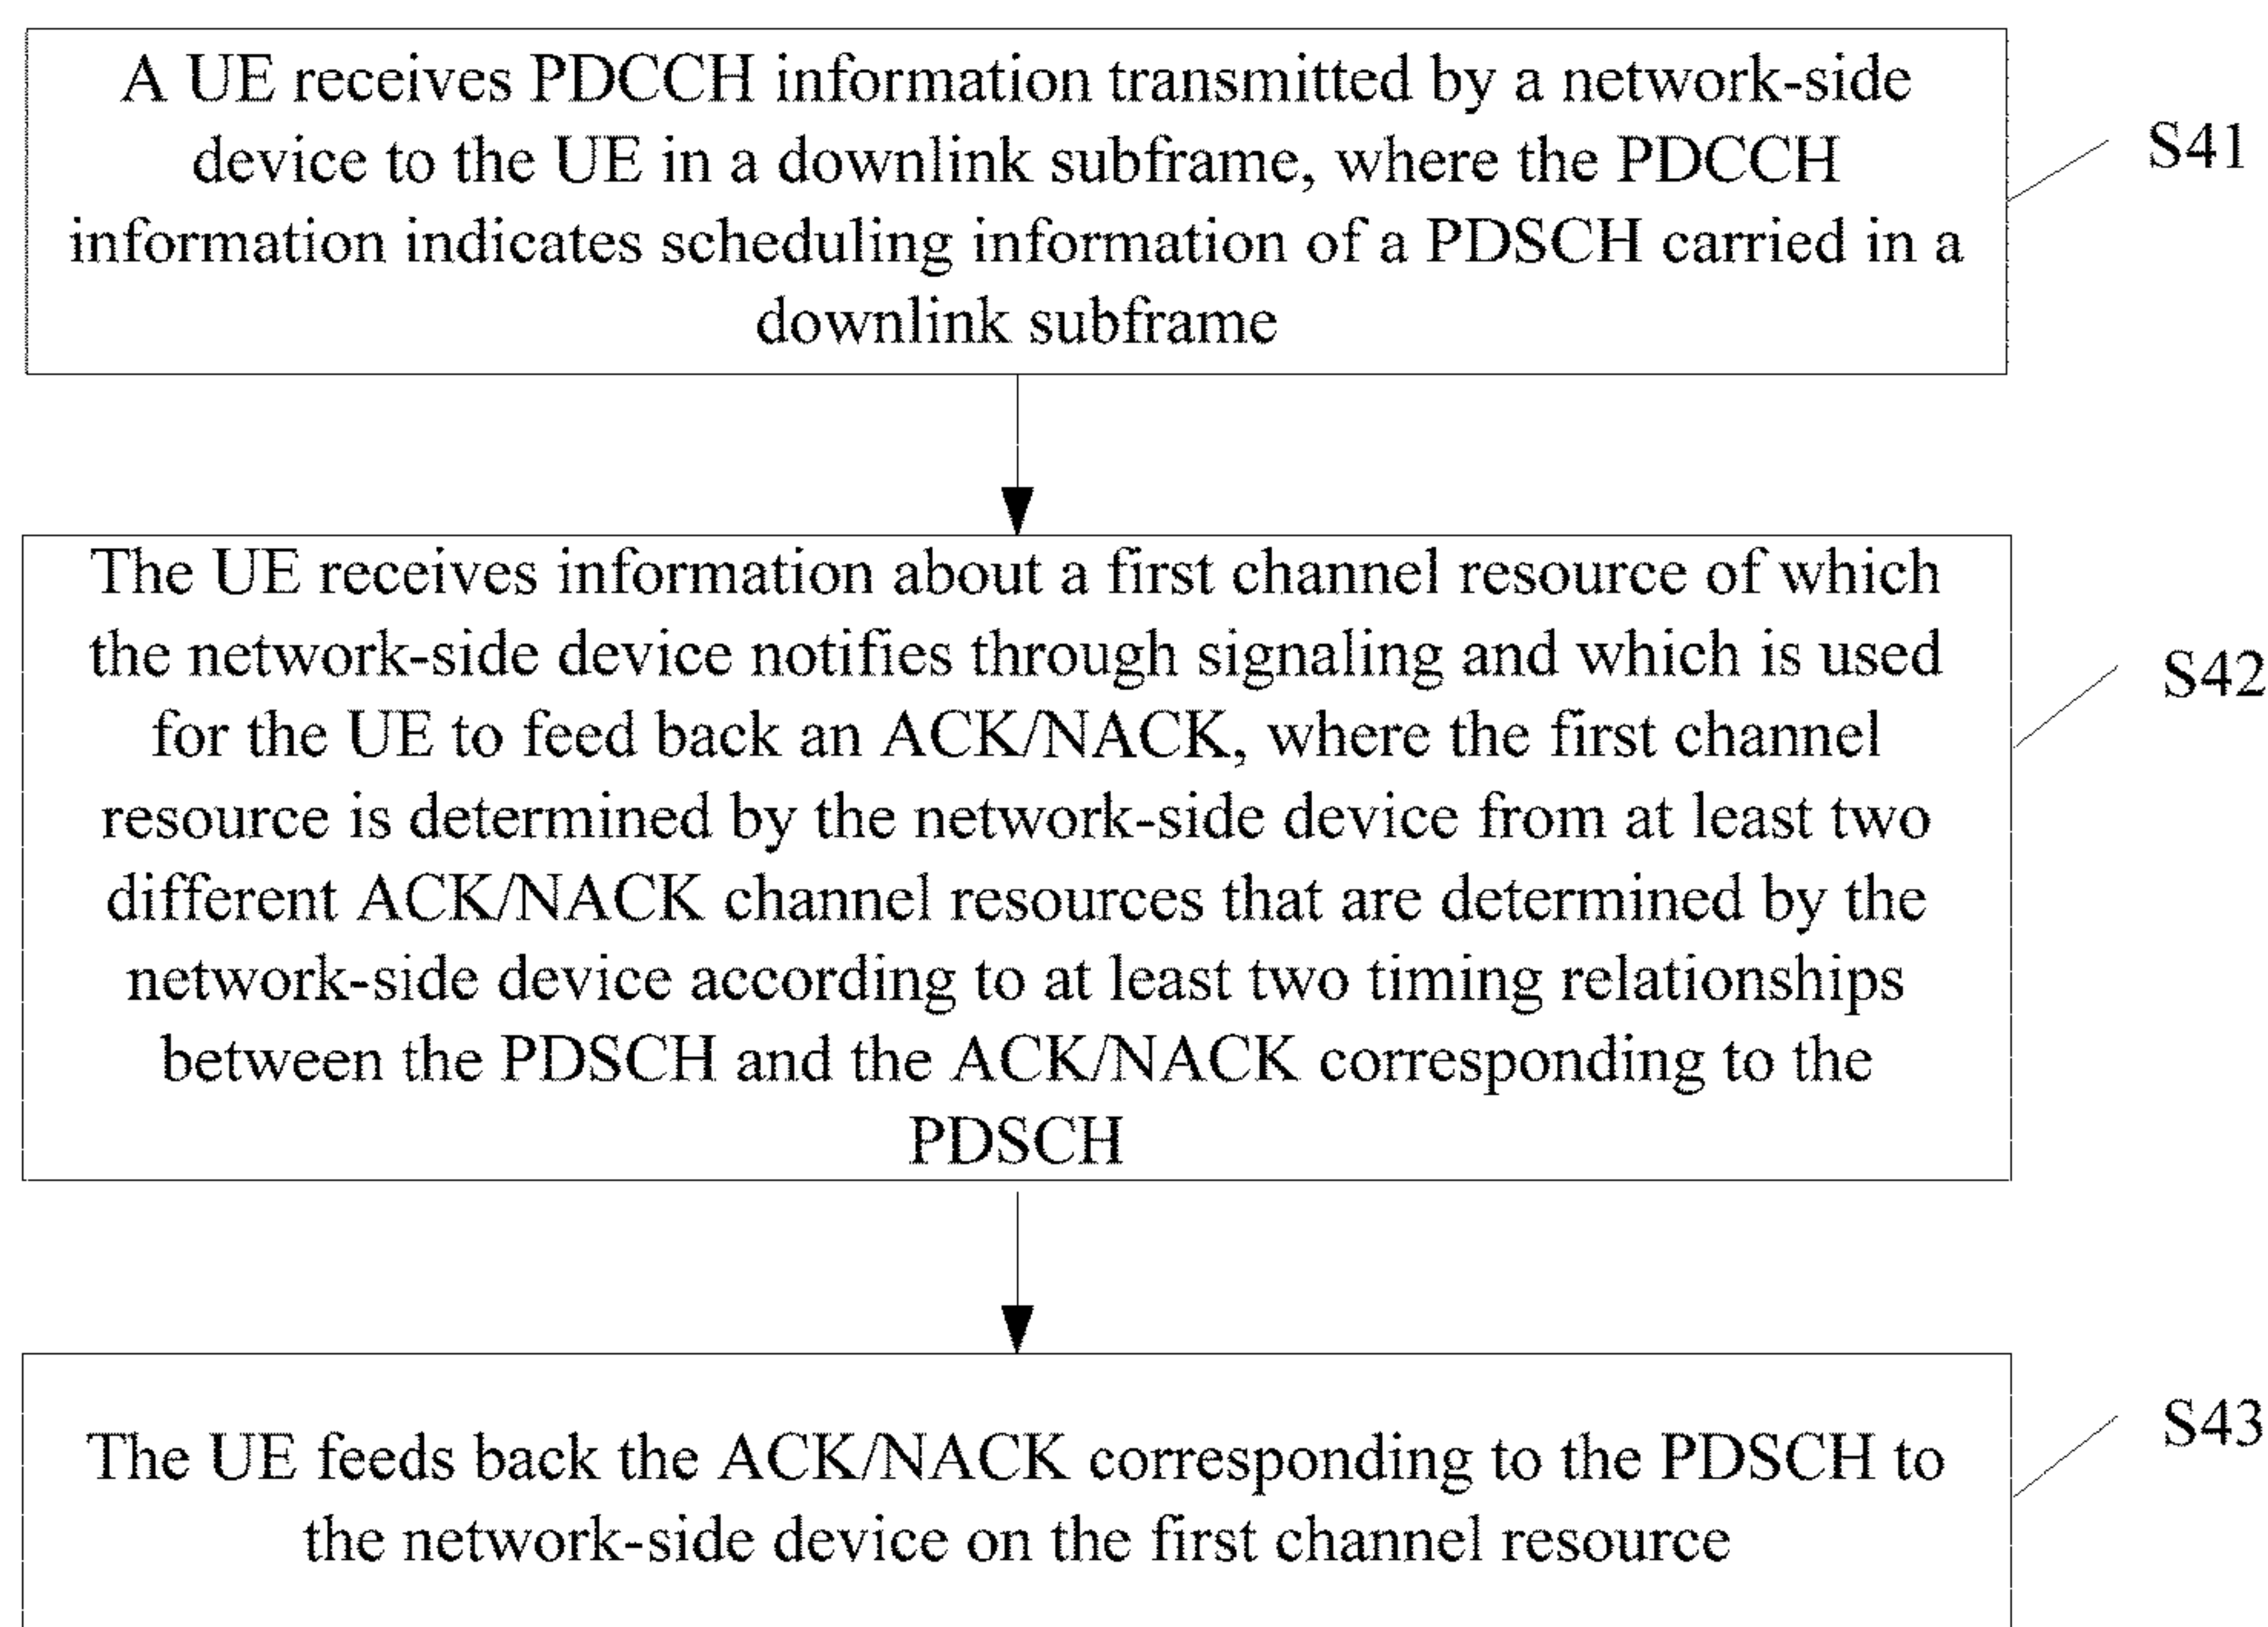 A UE receives PDCCH information transmitted by a network-side
device to the UE in a downlink subframe, where the PDCCH
information indicates scheduling information of a PDSCH carried in a
downlink subframe
S41
The UE receives information about a first channel resource of which
the network-side device notifies through signaling and which is used
for the UE to feed back an ACK/NACK, where the first channel
resource is determined by the network-side device from at least two
different ACK/NACK channel resources that are determined by the
network-side device according to at least two timing relationships
between the PDSCH and the ACK/NACK corresponding to the
PDSCH
S42
The UE feeds back the ACK/NACK corresponding to the PDSCH to
the network-side device on the first channel resource
S43